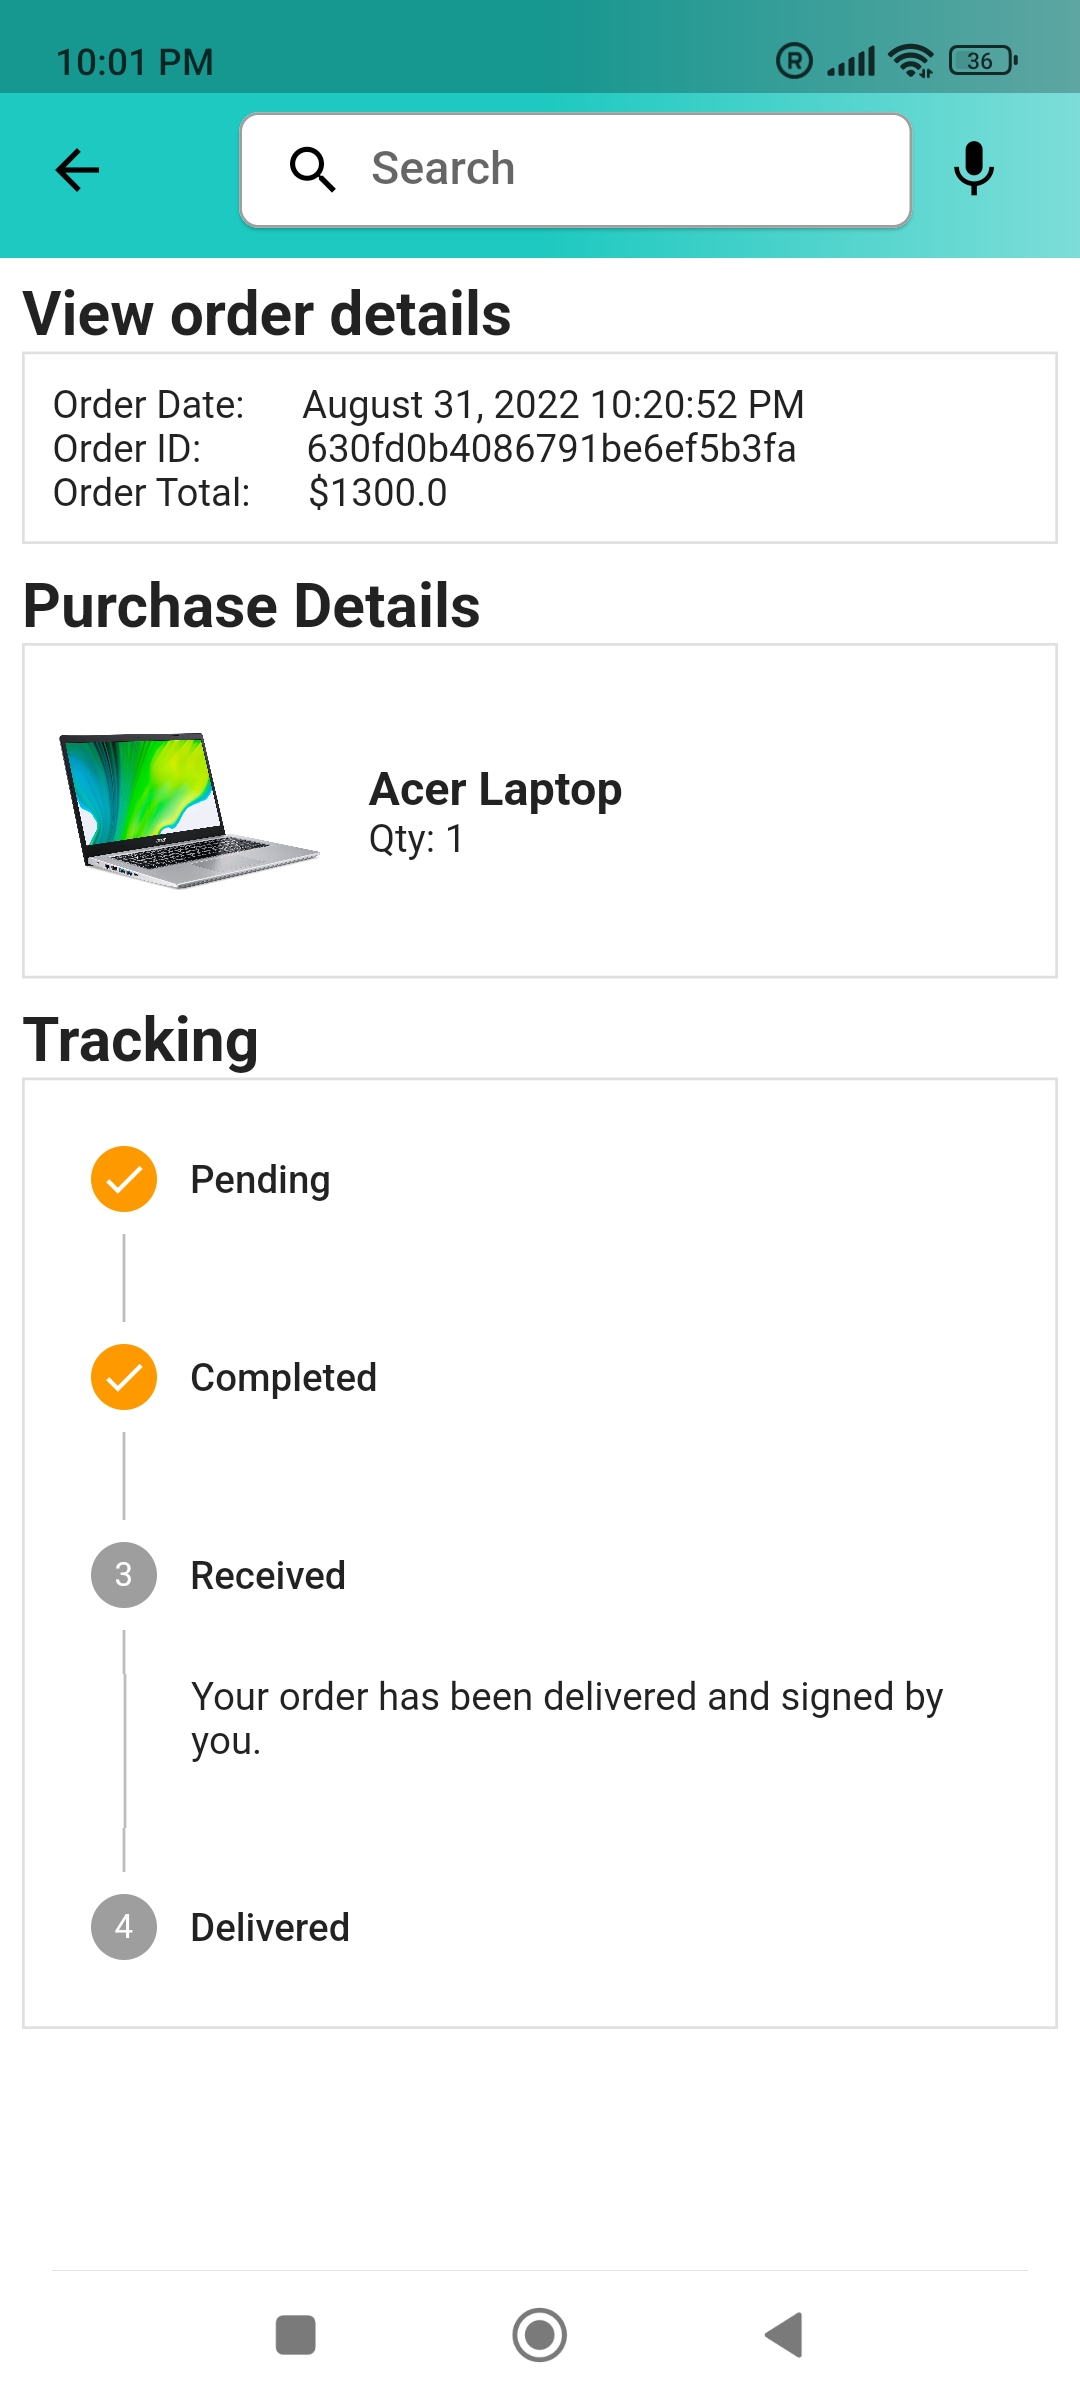 10:01 PM
R
36
Search
View order details
Order Date: August 31, 2022 10:20:52 PM
Order ID: 630fd0b4086791be6ef5b3fa
Order Total: $1300.0
Purchase Details
Acer Laptop
Qty: 1
Tracking
Pending
Completed
3 Received
Your order has been delivered and signed by
you.
4 Delivered